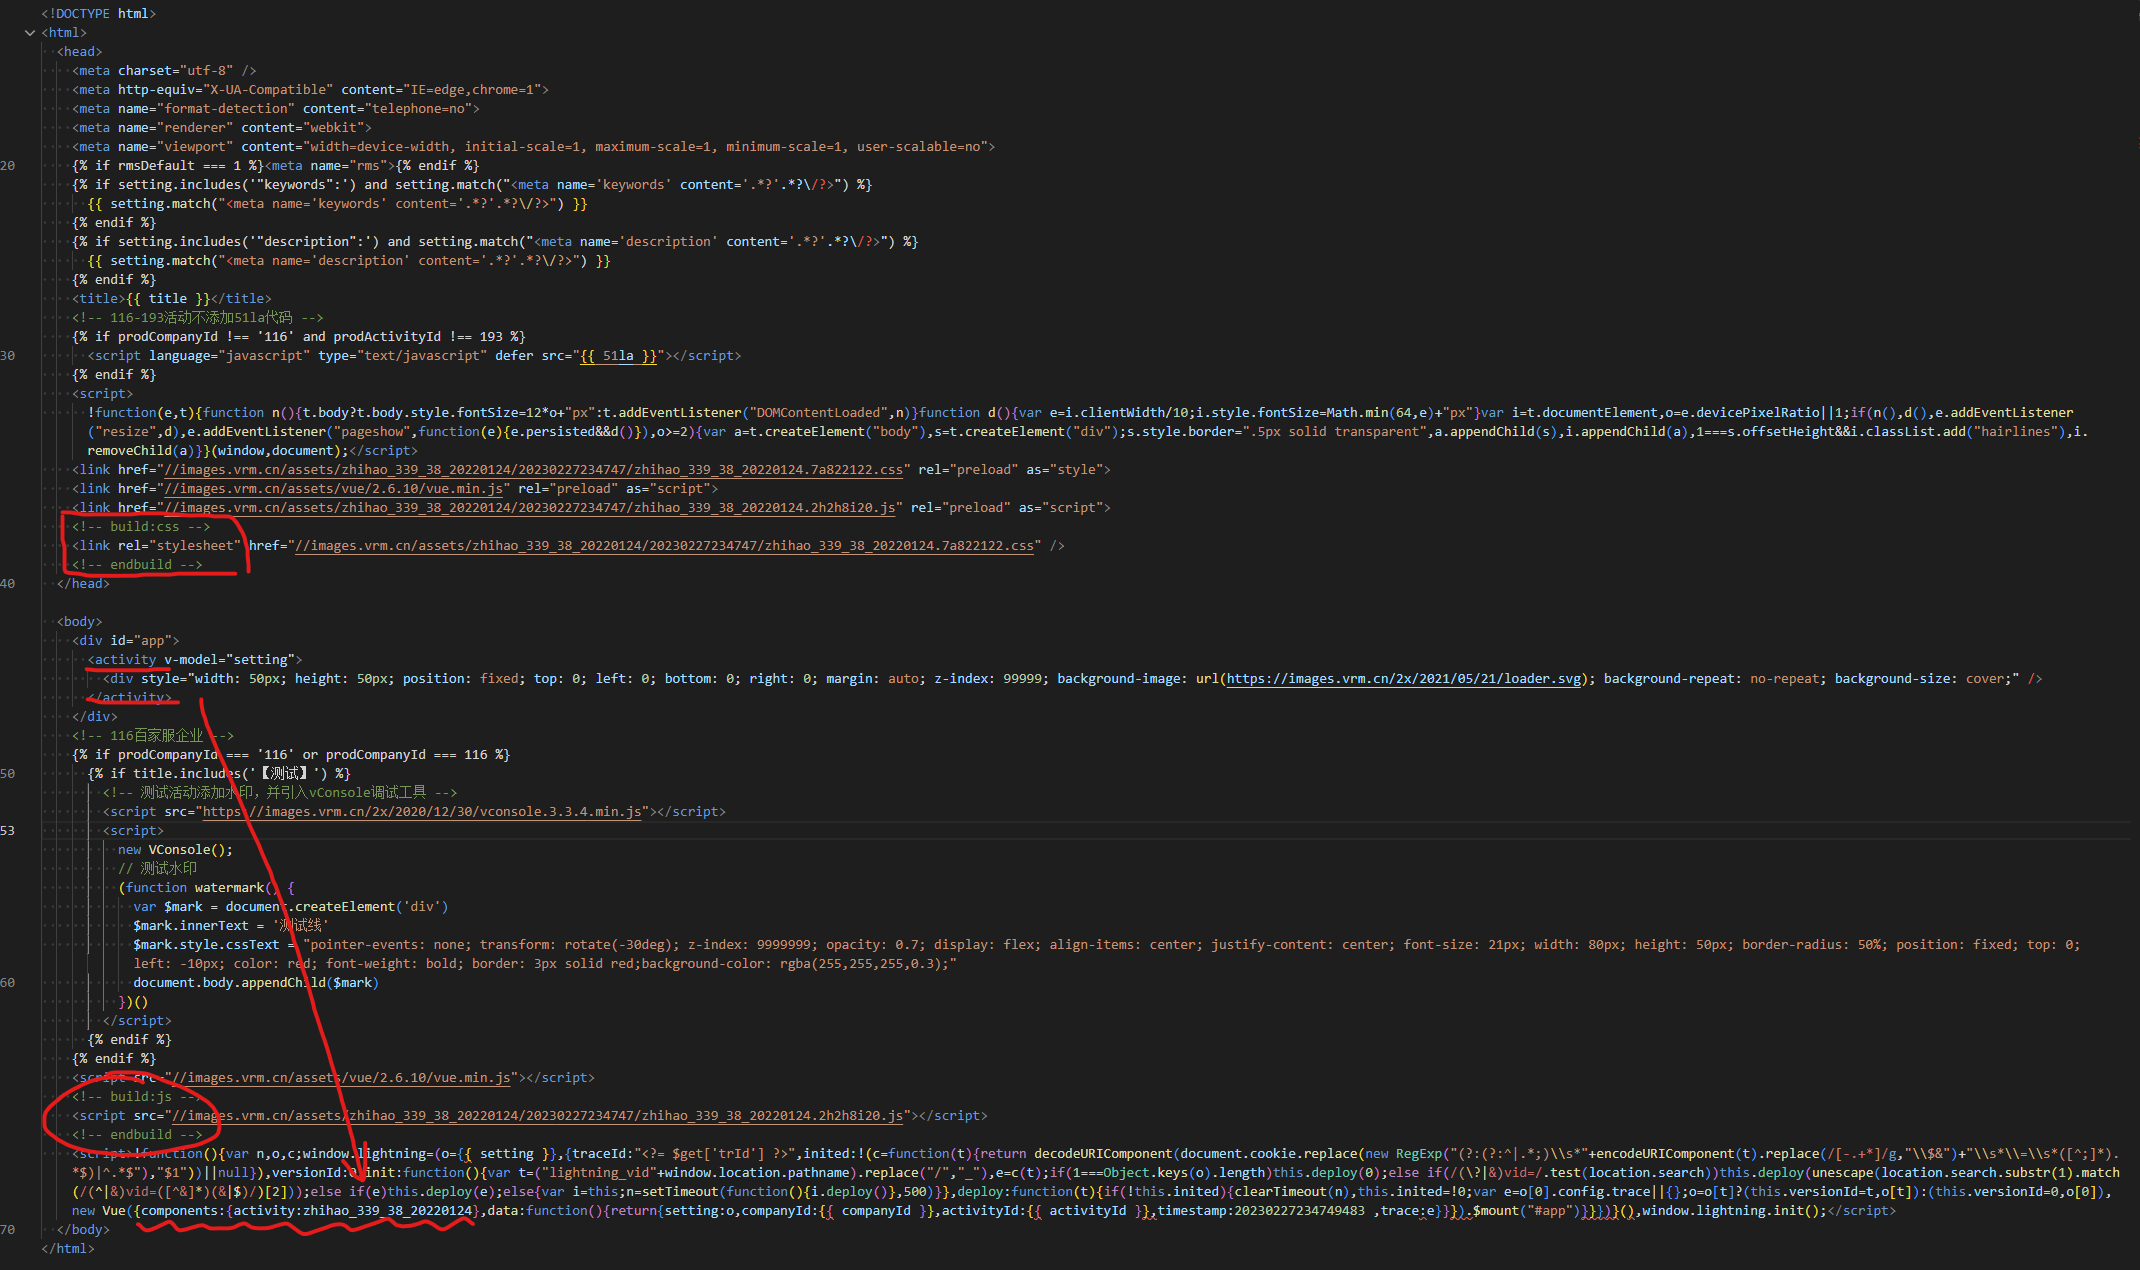 <!DOCTYPE html>
<html>
<head>
<meta charset="utf-8" />
<meta http-equiv="X-UA-Compatible" content="IE=edge,chrome=1">
<meta name="format-detection" content="telephone=no">
<meta name="renderer" content="webkit">
<meta name="viewport" content="width=device-width, initial-scale=1, maximum-scale=1, minimum-scale=1, user-scalable=no">
20 {% if rmsDefault === 1 %}<meta name="rms">{% endif %}
{% if setting.includes('"keywords":') and setting.match("<meta name='keywords' content='.*?'.*?\/?>") %}
{{ setting.match("<meta name='keywords' content='.*?'.*?\/?>") }}
{% endif %}
{% if setting.includes('"description":') and setting.match("<meta name='description' content='.*?'.*?\/?>") %}
{{ setting.match("<meta name='description' content='.*?'.*?\/?>") }}
{% endif %}
<title>{{ title }}</title>
<!-- 116-193活动不添加51la代码 -->
{% if prodCompanyId !== '116' and prodActivityId !== 193 %}
30 <script language="javascript" type="text/javascript" defer src="{{ 51la }}"></script>
{% endif %}
<script>
!function(e,t){function n(){t.body?t.body.style.fontSize=12*o+"px":t.addEventListener("DOMContentLoaded",n)}function d(){var e=i.clientWidth/10;i.style.fontSize=Math.min(64,e)+"px"}var i=t.documentElement,o=e.devicePixelRatio||1;if(n(),d(),e.addEventListener
("resize",d),e.addEventListener("pageshow",function(e){e.persisted&&d()}),o>=2){var a=t.createElement("body"),s=t.createElement("div");s.style.border=".5px solid transparent",a.appendChild(s),i.appendChild(a),1===s.offsetHeight&&i.classList.add("hairlines"),i.
removeChild(a)}}(window,document);</script>
<link href="//images.vrm.cn/assets/zhihao_339_38_20220124/20230227234747/zhihao_339_38_20220124.7a822122.css" rel="preload" as="style">
<link href="//images.vrm.cn/assets/vue/2.6.10/vue.min.js" rel="preload" as="script">
<link href="//images.vrm.cn/assets/zhihao_339_38_20220124/20230227234747/zhihao_339_38_20220124.2h2h8i20.js" rel="preload" as="script">
<!-- build:css -->
<link rel="stylesheet" href="//images.vrm.cn/assets/zhihao_339_38_20220124/20230227234747/zhihao_339_38_20220124.7a822122.css" />
<!-- endbuild -->
40 </head>
<body>
<div id="app">
<activity v-model="setting">
<div style="width: 50px; height: 50px; position: fixed; top: 0; left: 0; bottom: 0; right: 0; margin: auto; z-index: 99999; background-image: url(https://images.vrm.cn/2x/2021/05/21/loader.svg); background-repeat: no-repeat; background-size: cover;" />
</activity>
</div>
<!-- 116百家服企业 -->
{% if prodCompanyId === '116' or prodCompanyId === 116 %}
50 {% if title.includes('【测试】') %}
<!-- 测试活动添加水印，并引入vConsole调试工具 -->
<script src="https://images.vrm.cn/2x/2020/12/30/vconsole.3.3.4.min.js"></script>
53 <script>
new VConsole();
// 测试水印
(function watermark() {
var $mark = document.createElement('div')
$mark.innerText = '测试线'
$mark.style.cssText = "pointer-events: none; transform: rotate(-30deg); z-index: 9999999; opacity: 0.7; display: flex; align-items: center; justify-content: center; font-size: 21px; width: 80px; height: 50px; border-radius: 50%; position: fixed; top: 0;
left: -10px; color: red; font-weight: bold; border: 3px solid red;background-color: rgba(255,255,255,0.3);"
60 document.body.appendChild($mark)
})()
</script>
{% endif %}
{% endif %}
<script src="//images.vrm.cn/assets/vue/2.6.10/vue.min.js"></script>
<!-- build:js -->
<script src="//images.vrm.cn/assets/zhihao_339_38_20220124/20230227234747/zhihao_339_38_20220124.2h2h8i20.js"></script>
<!-- endbuild -->
<script>!function(){var n,o,c;window.lightning=(o={{ setting }},{traceId:"<?= $get['trId'] ?>",inited:!(c=function(t){return decodeURIComponent(document.cookie.replace(new RegExp("(?:(?:^|.*;)\\s*"+encodeURIComponent(t).replace(/[-.+*]/g,"\\$&")+"\\s*\\=\\s*([^;]*).
*$)|^.*$"),"$1"))||null}),versionId:0,init:function(){var t=("lightning_vid"+window.location.pathname).replace("/","_"),e=c(t);if(1===Object.keys(o).length)this.deploy(0);else if(/(\?|&)vid=/.test(location.search))this.deploy(unescape(location.search.substr(1).match
(/(^|&)vid=([^&]*)(&|$)/)[2]));else if(e)this.deploy(e);else{var i=this;n=setTimeout(function(){i.deploy()},500)}},deploy:function(t){if(!this.inited){clearTimeout(n),this.inited=!0;var e=o[0].config.trace||{};o=o[t]?(this.versionId=t,o[t]):(this.versionId=0,o[0]),
new Vue({components:{activity:zhihao_339_38_20220124},data:function(){return{setting:o,companyId:{{ companyId }},activityId:{{ activityId }},timestamp:20230227234749483 ,trace:e}}}).$mount("#app")}}})}(),window.lightning.init();</script>
70 </body>
</html>